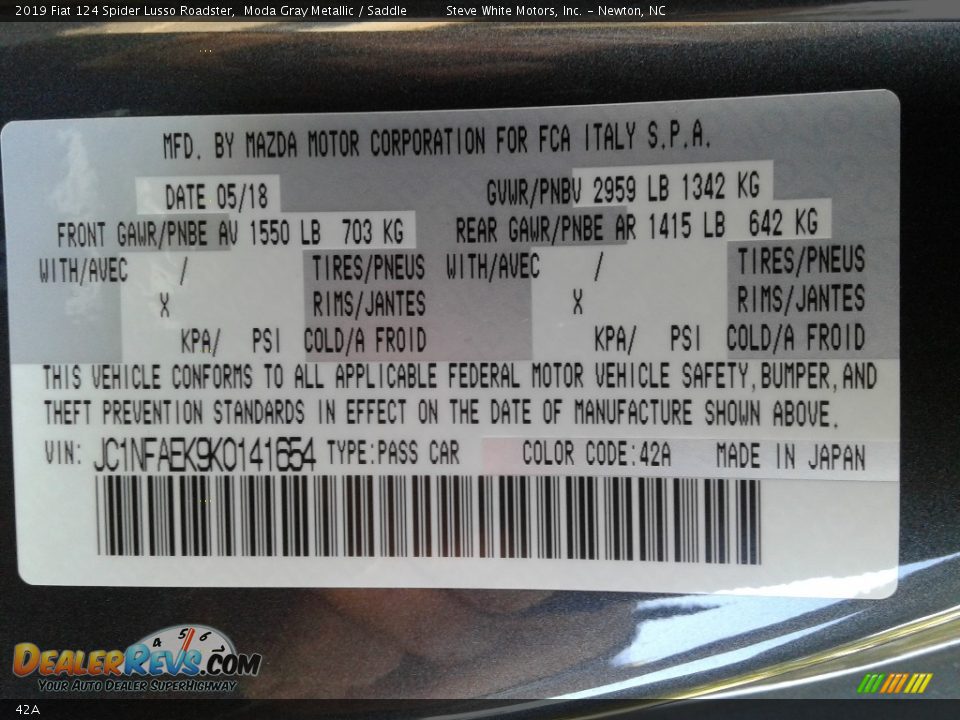 2019 Fiat 124 Spider Lusso Roadster, Moda Gray Metallic / Saddle Steve White Motors, Inc. – Newton, NC
MFD. BY MAZDA MOTOR CORPORATION FOR FCA ITALY S.P.A.
DATE 05/18 GVWR/PNBV 2959 LB 1342 KG
FRONT GAWR/PNBE AV 1550 LB 703 KG REAR GAWR/PNBE AR 1415 LB 642 KG
WITH/AVEC / TIRES/PNEUS WITH/AVEC / TIRES/PNEUS
X RIMS/JANTES X RIMS/JANTES
KPA/ PSI COLD/A FROID KPA/ PSI COLD/A FROID
THIS VEHICLE CONFORMS TO ALL APPLICABLE FEDERAL MOTOR VEHICLE SAFETY, BUMPER, AND
THEFT PREVENTION STANDARDS IN EFFECT ON THE DATE OF MANUFACTURE SHOWN ABOVE.
VIN: JC1NFAEK9K0141654 TYPE:PASS CAR COLOR CODE:42A MADE IN JAPAN
4 5 6
DEALERREVS.COM
YOUR AUTO DEALER SUPERHIGHWAY
42A